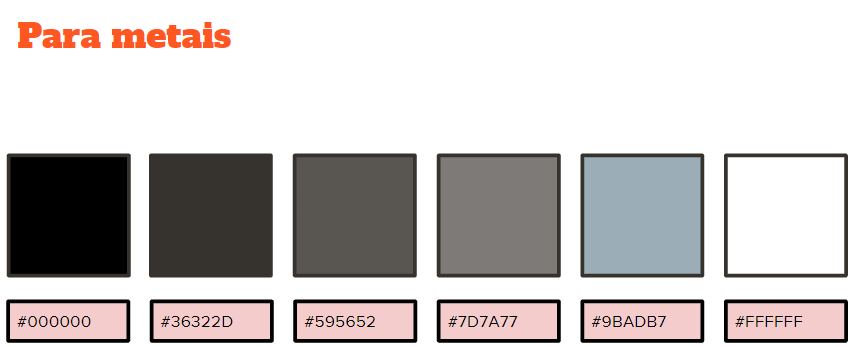 Para metais
#000000
#36322D
#595652
#7D7A77
#9BADB7
#FFFFFF